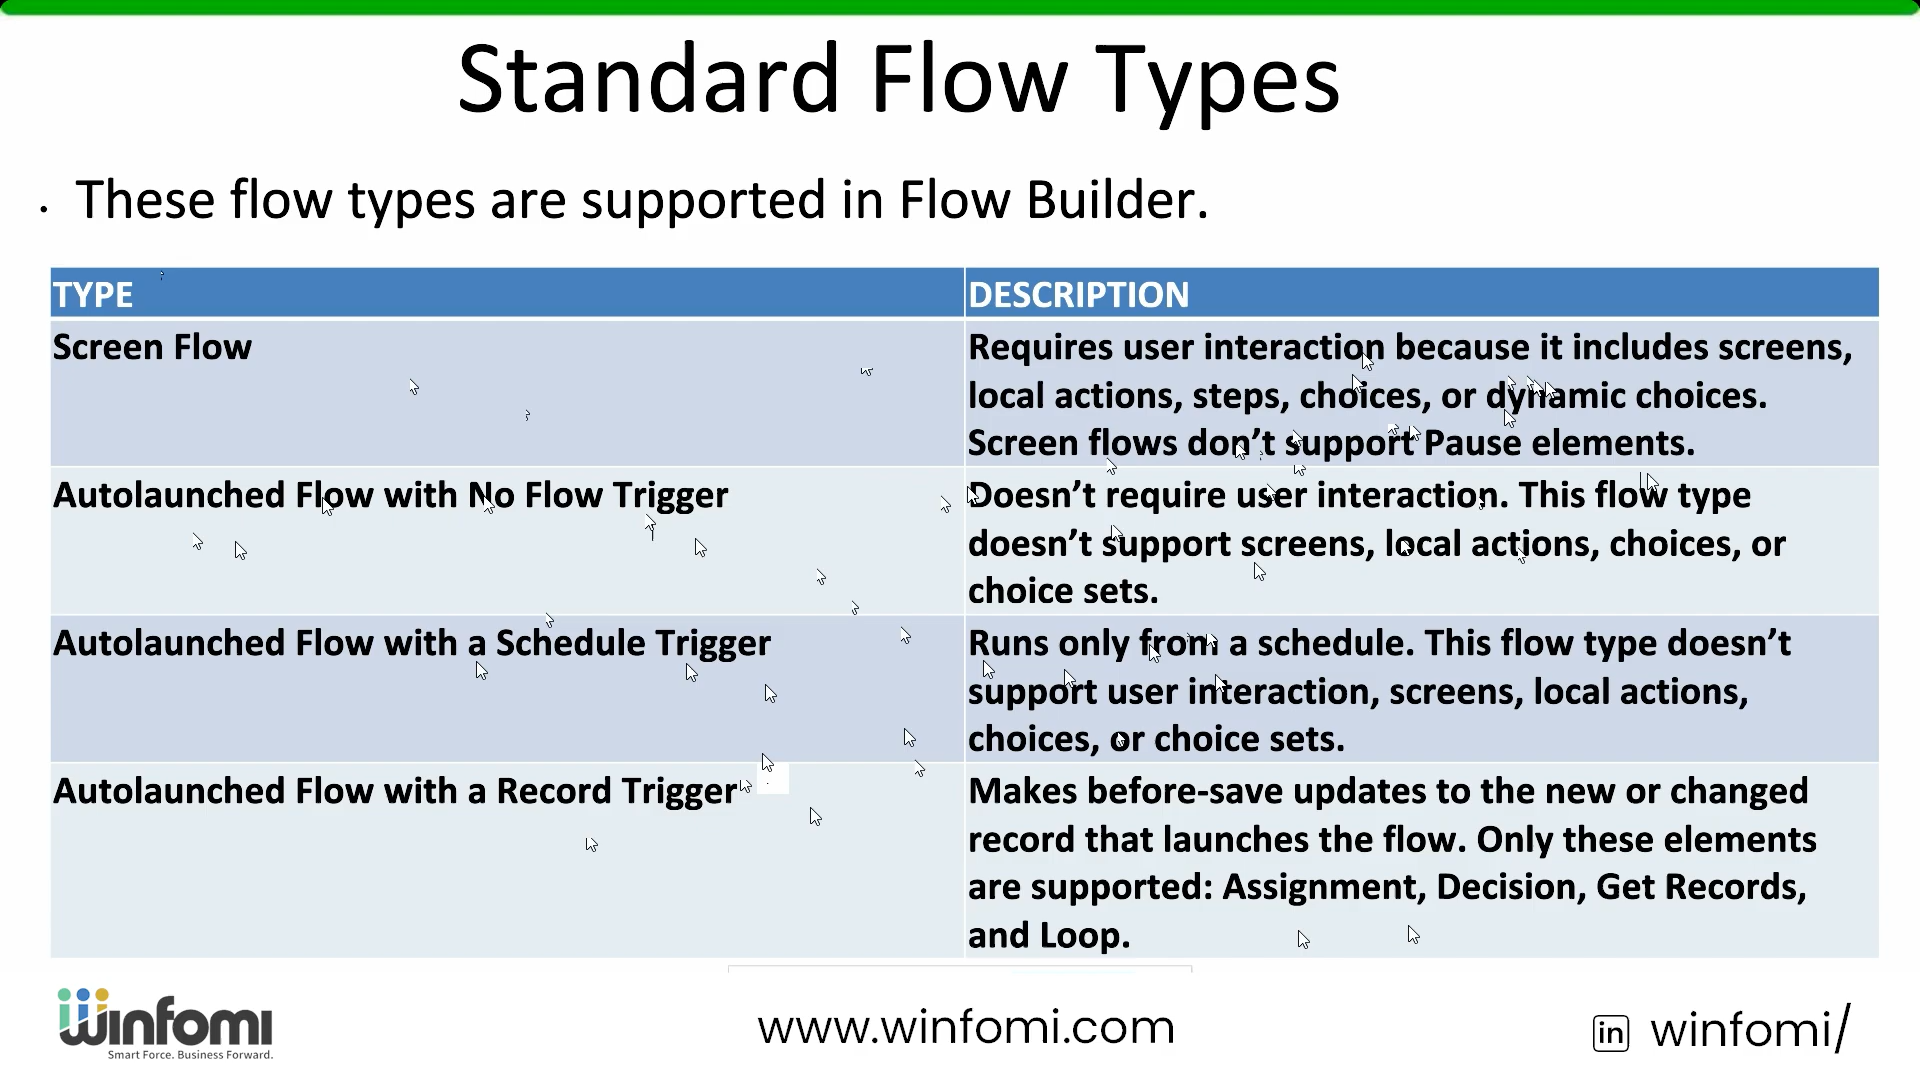 Standard Flow Types
• These flow types are supported in Flow Builder.
TYPE
DESCRIPTION
Screen Flow
Requires user interaction because it includes screens,
local actions, steps, choices, or dynamic choices.
Screen flows don’t support Pause elements.
Autolaunched Flow with No Flow Trigger
Doesn’t require user interaction. This flow type
doesn’t support screens, local actions, choices, or
choice sets.
Autolaunched Flow with a Schedule Trigger
Runs only from a schedule. This flow type doesn’t
support user interaction, screens, local actions,
choices, or choice sets.
Autolaunched Flow with a Record Trigger
Makes before-save updates to the new or changed
record that launches the flow. Only these elements
are supported: Assignment, Decision, Get Records,
and Loop.
winfomi
Smart Force. Business Forward.
www.winfomi.com
in winfomi/